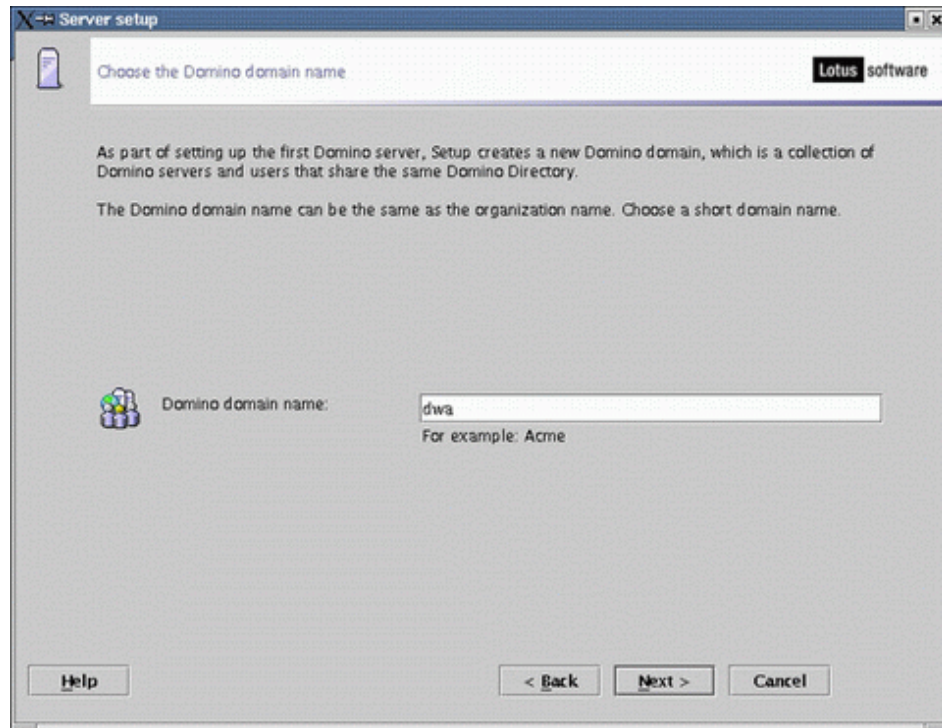 Server setup
Choose the Domino domain name
Lotus software
As part of setting up the first Domino server, Setup creates a new Domino domain, which is a collection of
Domino servers and users that share the same Domino Directory.
The Domino domain name can be the same as the organization name. Choose a short domain name.
Domino domain name:
dwa
For example: Acme
Help
< Back
Next >
Cancel